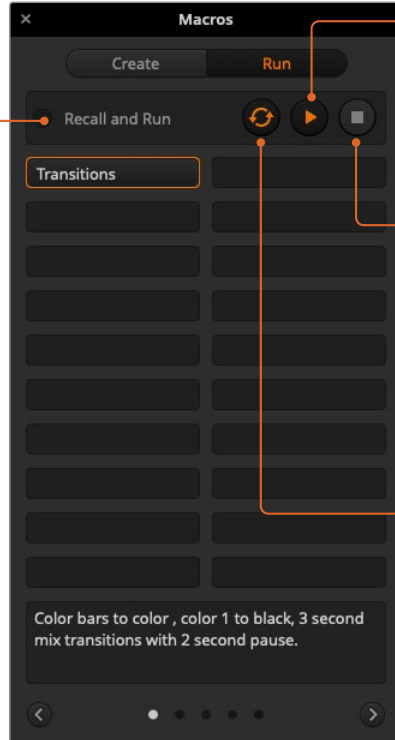 Macros
Create Run
Recall and Run
Transitions
Color bars to color , color 1 to black, 3 second
mix transitions with 2 second pause.